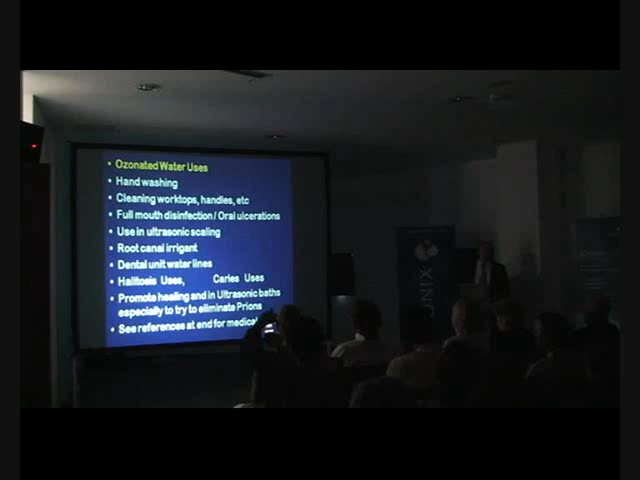 • Ozonated Water Uses
• Hand washing
• Cleaning worktops, handles, etc
• Full mouth disinfection / Oral ulcerations
• Use in ultrasonic scaling
• Root canal irrigant
• Dental unit water lines
• Halitosis Uses, Caries Uses
• Promote healing and in Ultrasonic baths
especially to try to eliminate Prions
• See references at end for medical